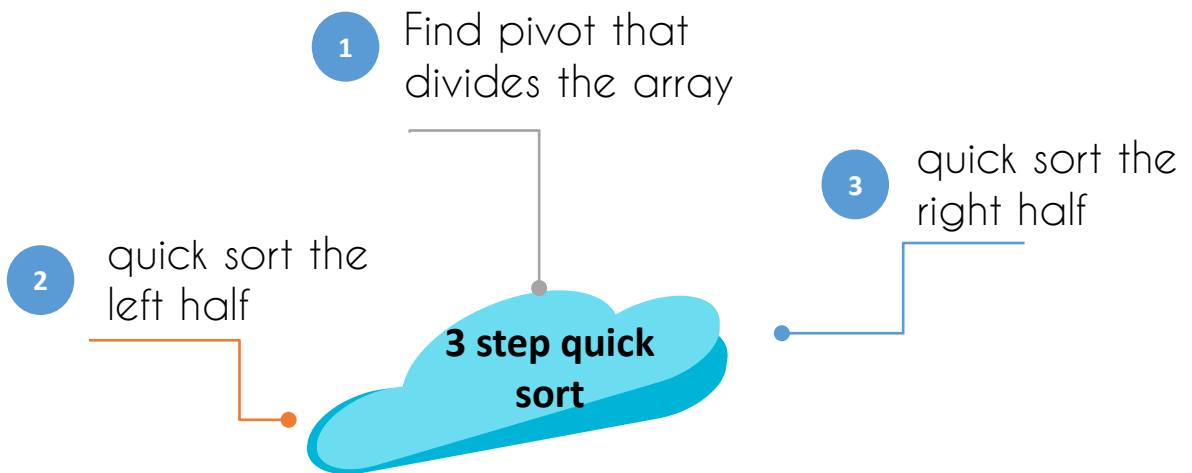 1
Find pivot that
divides the array
2
quick sort the
left half
3
quick sort the
right half
3 step quick
sort